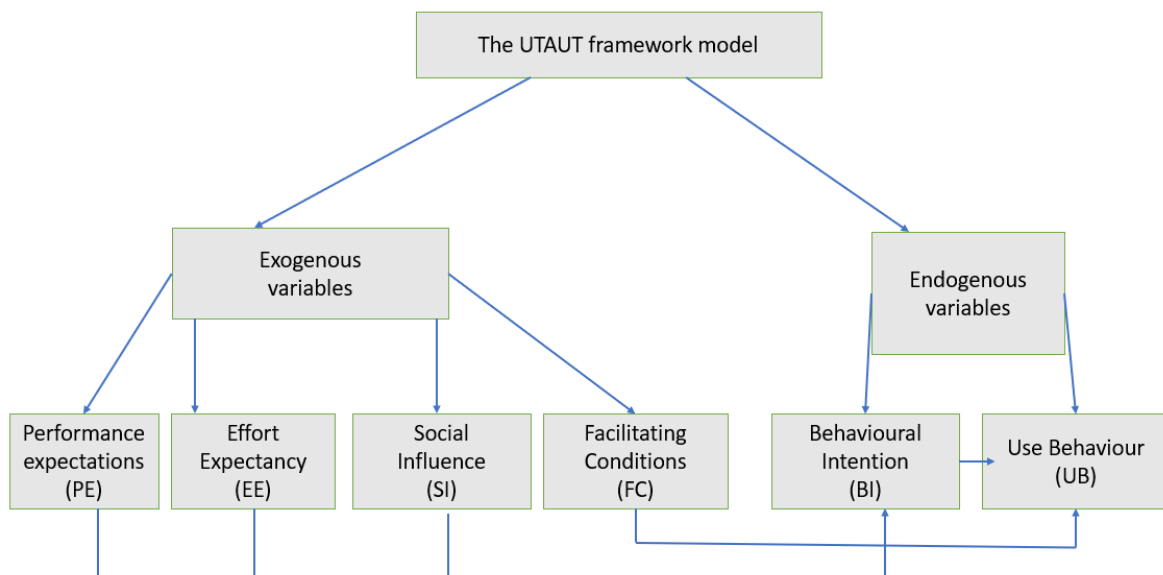 The UTAUT framework model
Exogenous
variables
Endogenous
variables
Performance
expectations
(PE)
Effort
Expectancy
(EE)
Social
Influence
(SI)
Facilitating
Conditions
(FC)
Behavioural
Intention
(BI)
Use Behaviour
(UB)